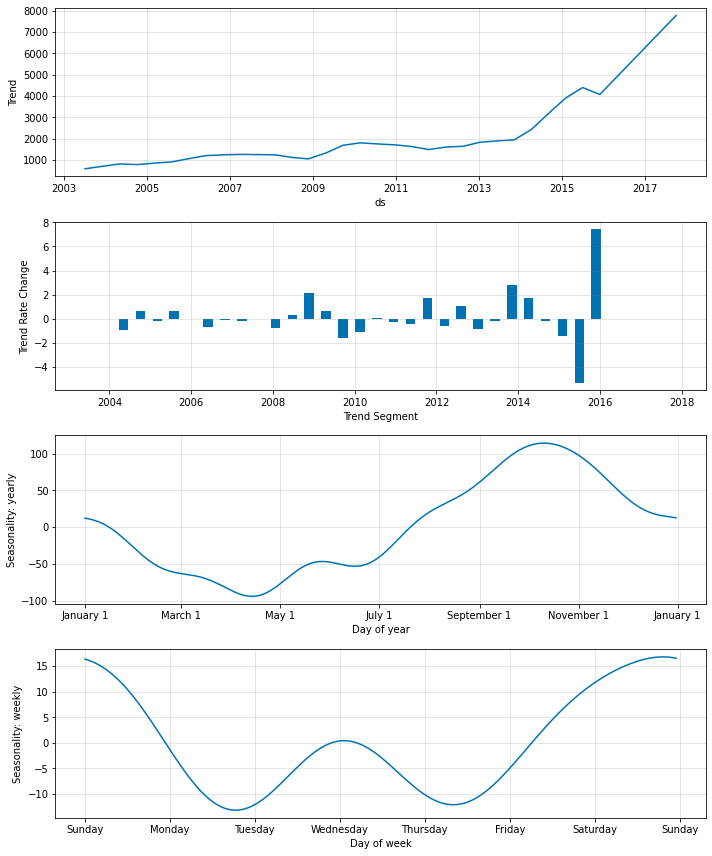 8000
7000
6000
5000
4000
3000
2000
1000
Trend
2003 2005 2007 2009 2011 2013 2015 2017
ds
8
6
4
2
0
−2
−4
Trend Rate Change
2004 2006 2008 2010 2012 2014 2016 2018
Trend Segment
100
50
0
−50
−100
Seasonality: yearly
January 1 March 1 May 1 July 1 September 1 November 1 January 1
Day of year
15
10
5
0
−5
−10
Seasonality: weekly
Sunday Monday Tuesday Wednesday Thursday Friday Saturday Sunday
Day of week